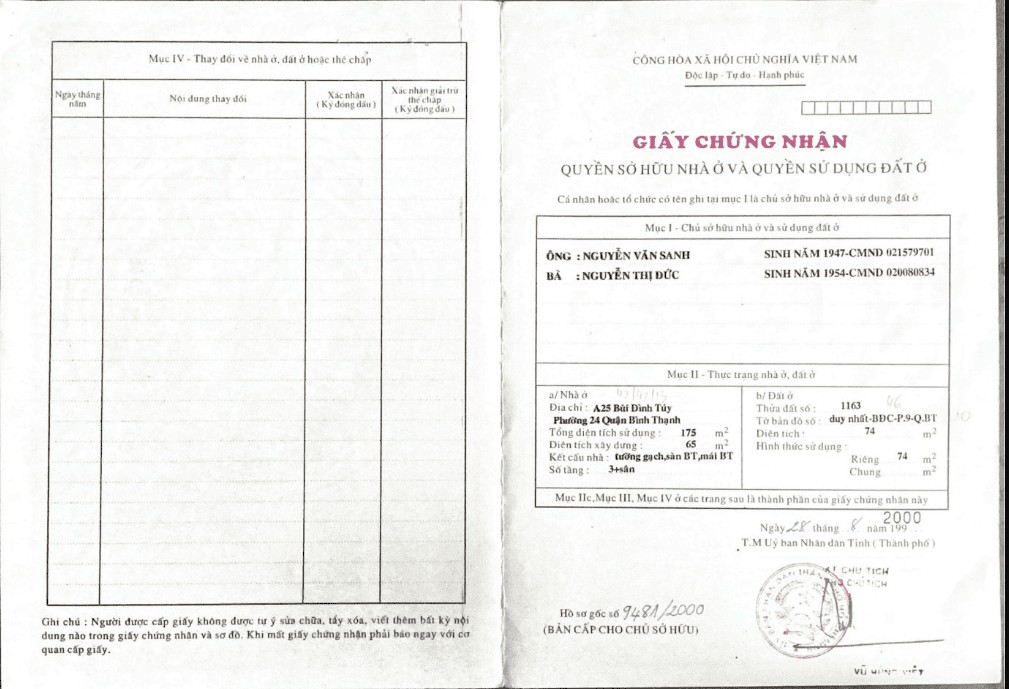 Mục IV - Thay đổi về nhà ở, đất ở hoặc thế chấp
Ngày tháng năm
Nội dung thay đổi
Xác nhận
( Ký đóng dấu )
Xác nhận giải trừ thế chấp
( Ký đóng dấu )
Ghi chú : Người được cấp giấy không được tự ý sửa chữa, tẩy xóa, viết thêm bất kỳ nội
dung nào trong giấy chứng nhận và sơ đồ. Khi mất giấy chứng nhận phải báo ngay với cơ
quan cấp giấy.
CỘNG HÒA XÃ HỘI CHỦ NGHĨA VIỆT NAM
Độc lập - Tự do - Hạnh phúc
GIẤY CHỨNG NHẬN
QUYỀN SỞ HỮU NHÀ Ở VÀ QUYỀN SỬ DỤNG ĐẤT Ở
Cá nhân hoặc tổ chức có tên ghi tại mục I là chủ sở hữu nhà ở và sử dụng đất ở
Mục I - Chủ sở hữu nhà ở và sử dụng đất ở
ÔNG : NGUYỄN VĂN SANH SINH NĂM 1947-CMND 021579701
BÀ : NGUYỄN THỊ ĐỨC SINH NĂM 1954-CMND 020080834
Mục II - Thực trạng nhà ở, đất ở
a/ Nhà ở
Địa chỉ : A25 Bùi Đình Túy
Phường 24 Quận Bình Thạnh
Tổng diện tích sử dụng : 175 m²
Diện tích xây dựng : 65 m²
Kết cấu nhà : tường gạch,sàn BT,mái BT
Số tầng : 3+sân
b/ Đất ở
Thửa đất số : 1163
46
Tờ bản đồ số : duy nhất-BĐC-P.9-Q.BT
Diện tích : 74 m²
Hình thức sử dụng :
Riêng 74 m²
Chung m²
Mục IIc,Mục III, Mục IV ở các trang sau là thành phần của giấy chứng nhận này
Ngày 28 tháng 8 năm 199 2000
T.M Uỷ ban Nhân dân Tỉnh ( Thành phố )
KT CHỦ TỊCH
PHÓ CHỦ TỊCH
Hồ sơ gốc số 9481/2000
(BẢN CẤP CHO CHỦ SỞ HỮU)
VŨ HÙNG VIỆT